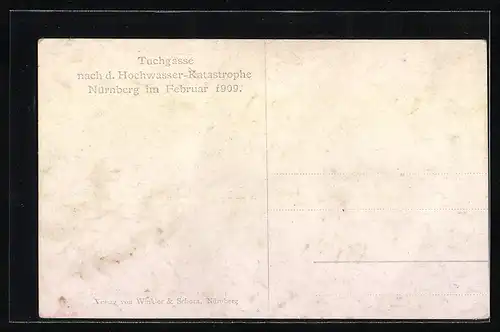 Tuchgasse
nach d. Hochwasser-Katastrophe
Nürnberg im Februar 1909.
Verlag von Winkler & Schorn, Nürnberg